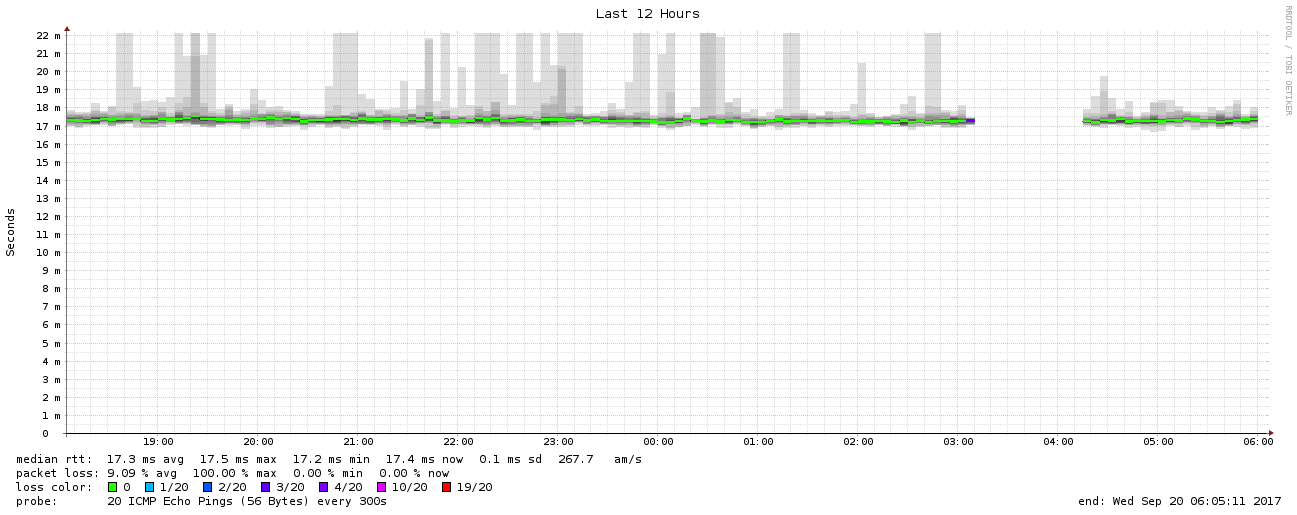 Last 12 Hours
RRDTOOL / TOBI OETIKER
Seconds
22 m
21 m
20 m
19 m
18 m
17 m
16 m
15 m
14 m
13 m
12 m
11 m
10 m
9 m
8 m
7 m
6 m
5 m
4 m
3 m
2 m
1 m
0
19:00 20:00 21:00 22:00 23:00 00:00 01:00 02:00 03:00 04:00 05:00 06:00
median rtt: 17.3 ms avg 17.5 ms max 17.2 ms min 17.4 ms now 0.1 ms sd 267.7 am/s
packet loss: 9.09 % avg 100.00 % max 0.00 % min 0.00 % now
loss color: 0 1/20 2/20 3/20 4/20 10/20 19/20
probe: 20 ICMP Echo Pings (56 Bytes) every 300s end: Wed Sep 20 06:05:11 2017